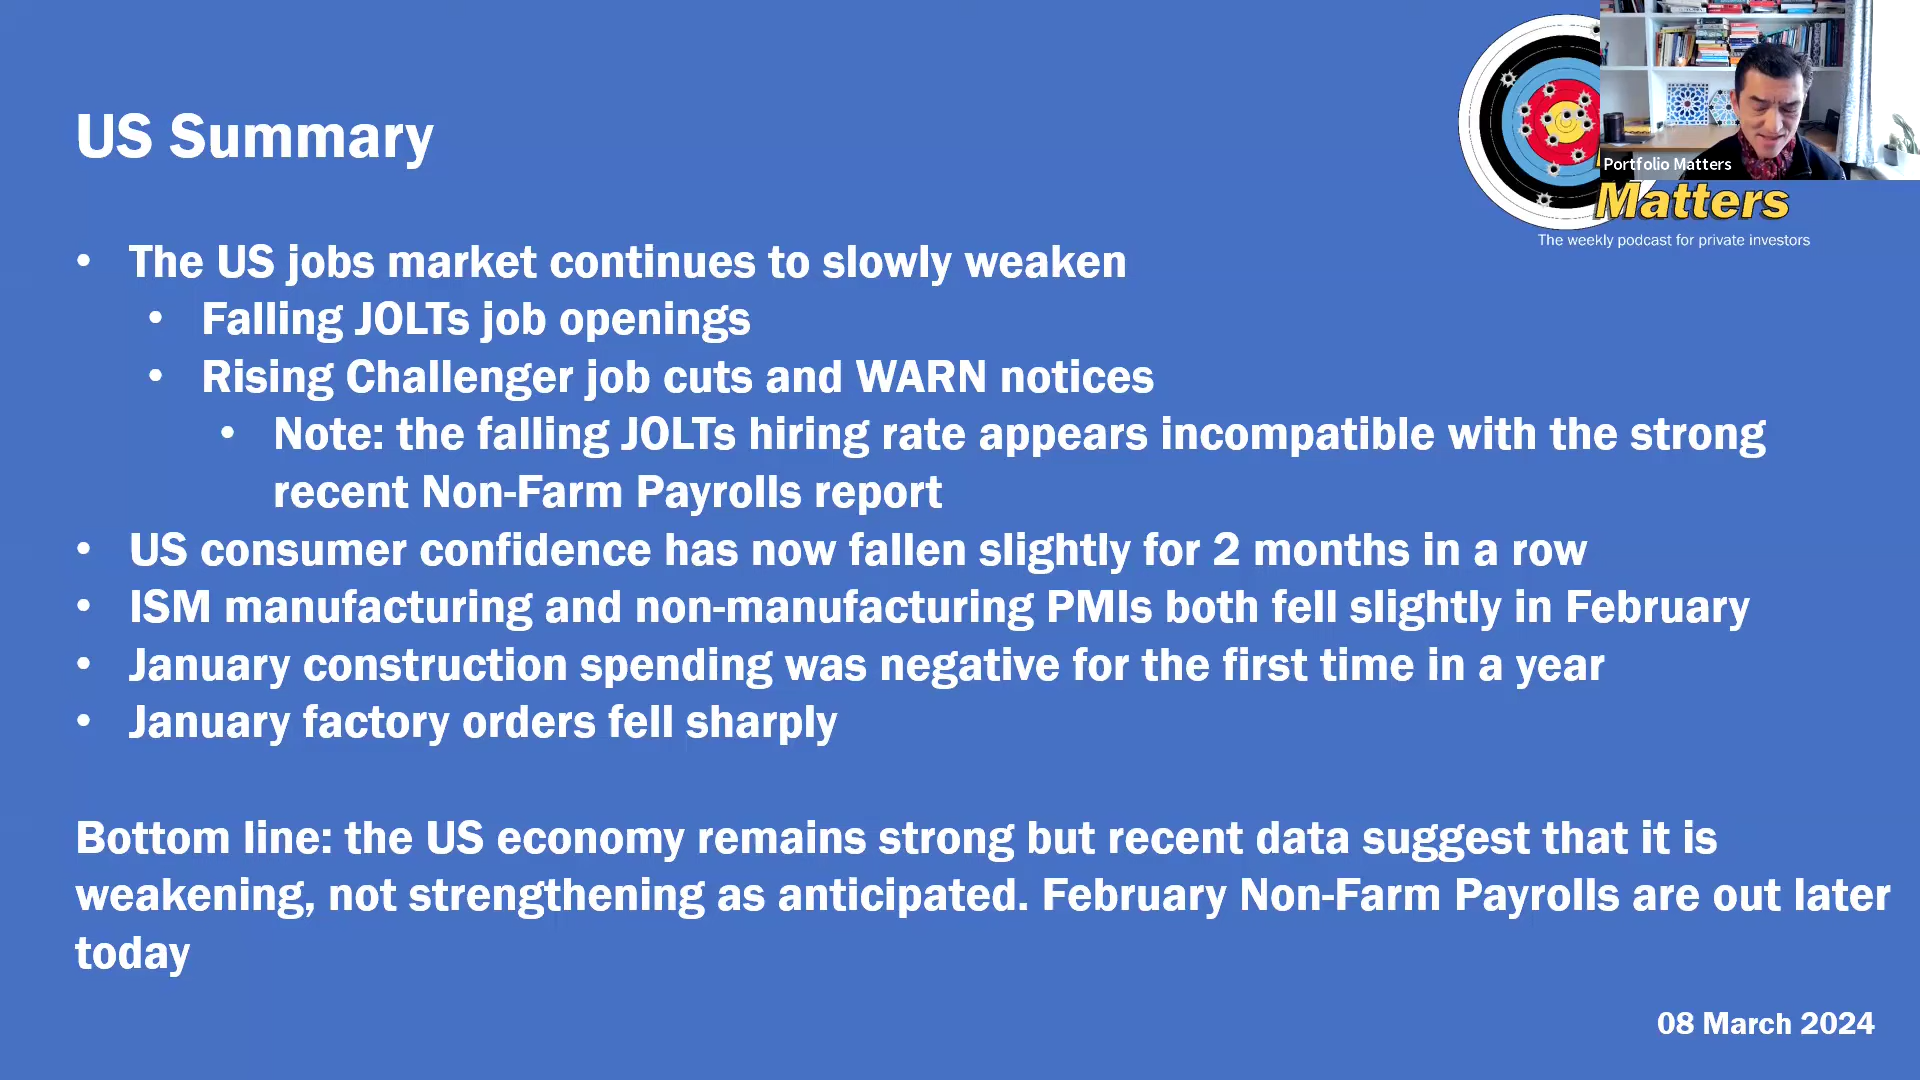 US Summary
Portfolio Matters
Matters
The weekly podcast for private investors
• The US jobs market continues to slowly weaken
• Falling JOLTs job openings
• Rising Challenger job cuts and WARN notices
• Note: the falling JOLTs hiring rate appears incompatible with the strong
recent Non-Farm Payrolls report
• US consumer confidence has now fallen slightly for 2 months in a row
• ISM manufacturing and non-manufacturing PMIs both fell slightly in February
• January construction spending was negative for the first time in a year
• January factory orders fell sharply
Bottom line: the US economy remains strong but recent data suggest that it is
weakening, not strengthening as anticipated. February Non-Farm Payrolls are out later
today
08 March 2024